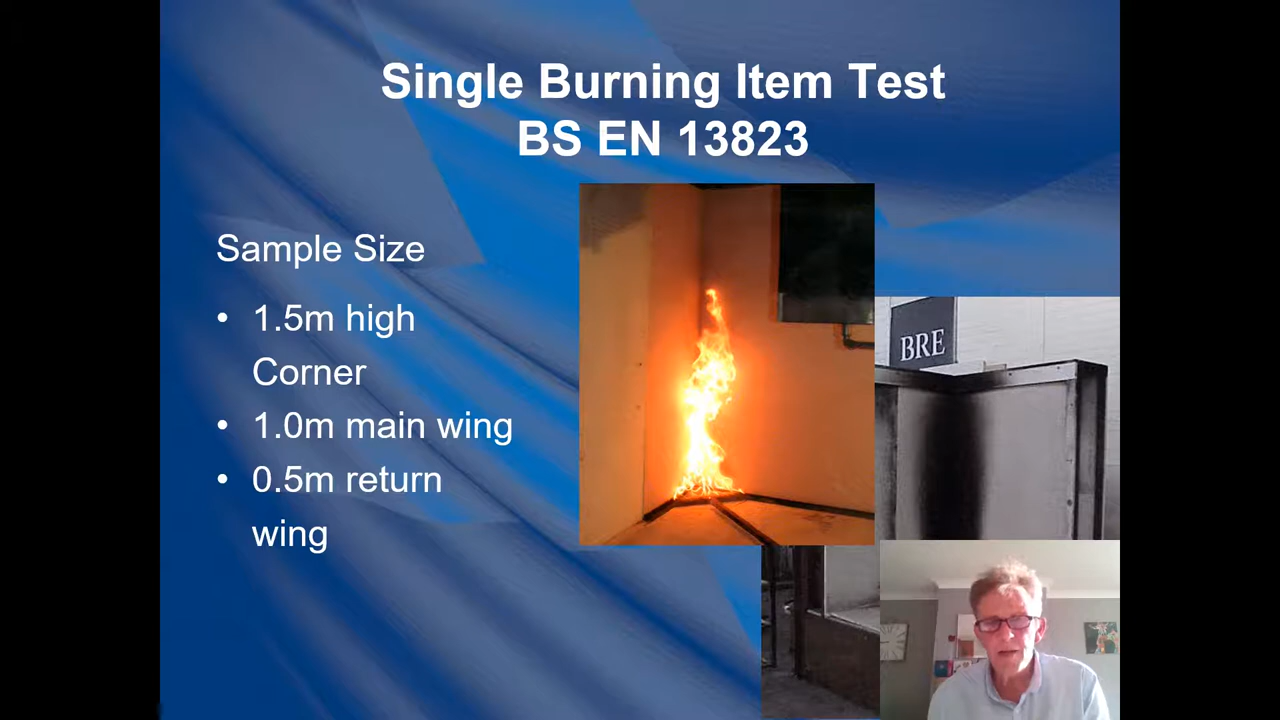 Single Burning Item Test
BS EN 13823
Sample Size
• 1.5m high
Corner
• 1.0m main wing
• 0.5m return
wing
BRE